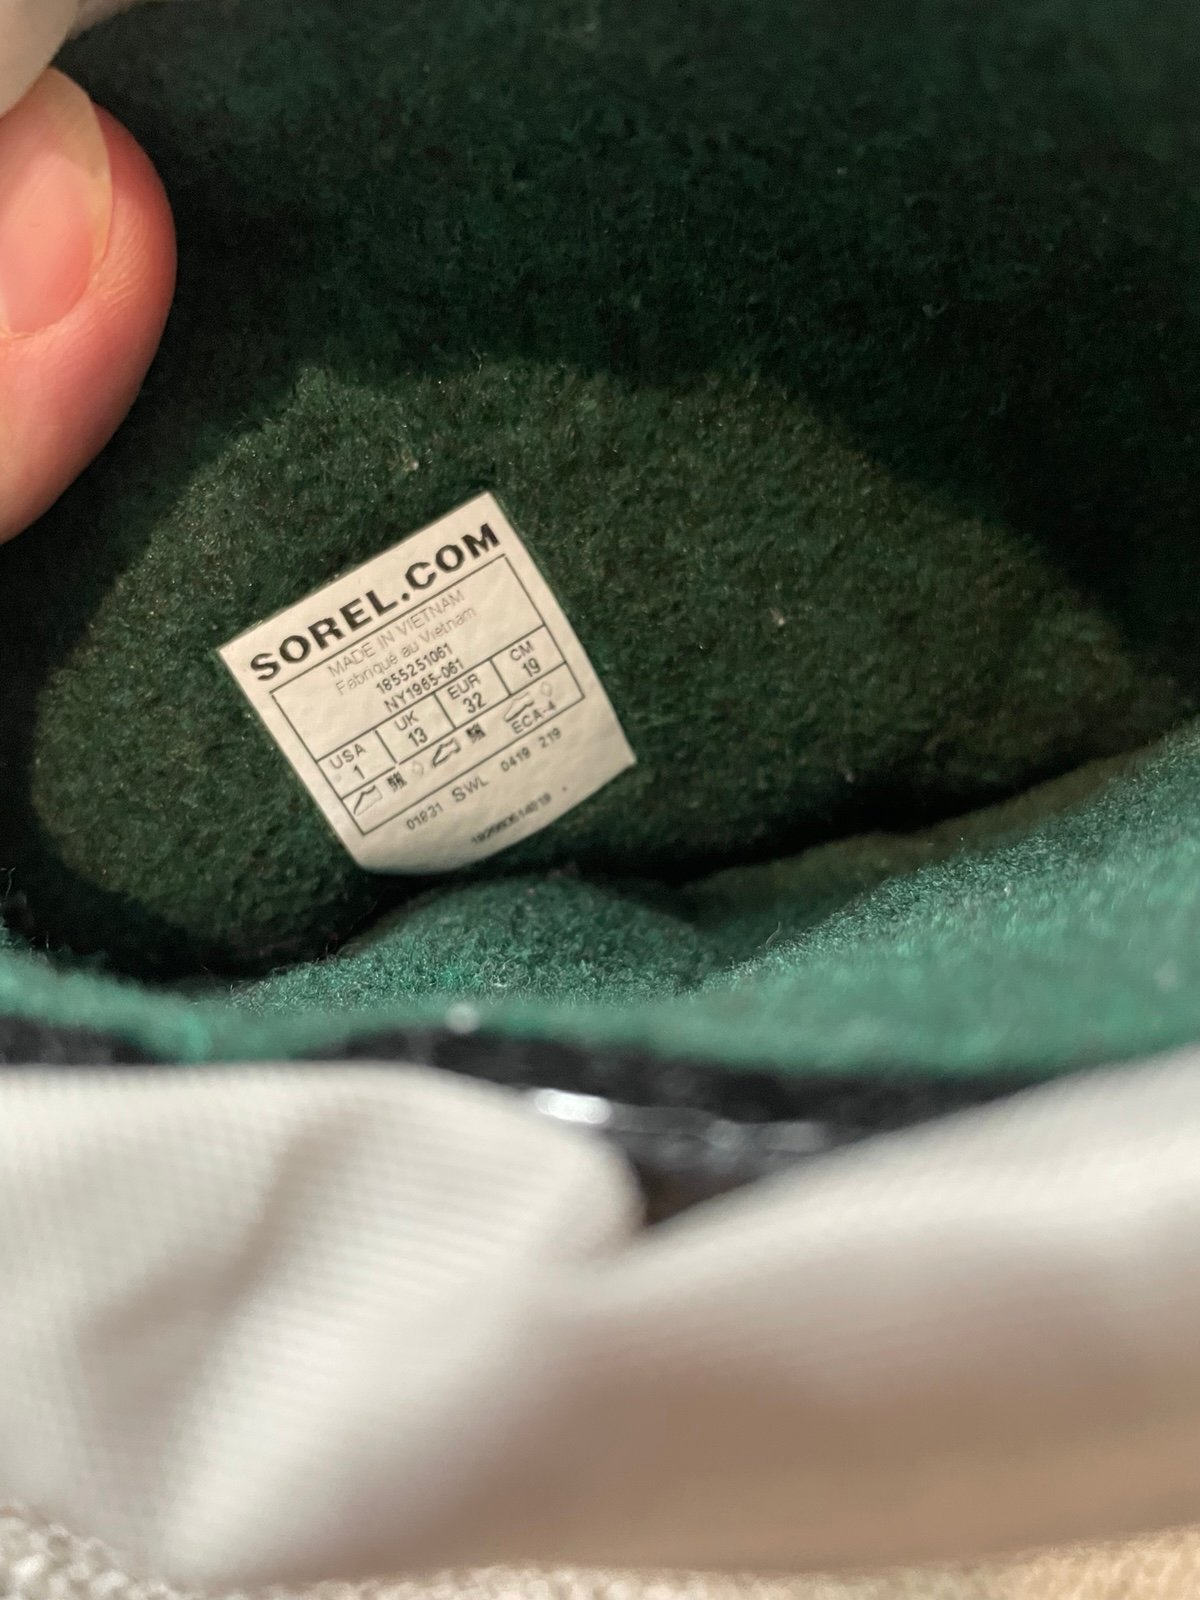 SOREL.COM
MADE IN VIETNAM
Fabriqué au Vietnam
1855251061
NY1965-061
USA UK EUR CM
1 13 32 19
ECA-4
01831 SWL 0419 219